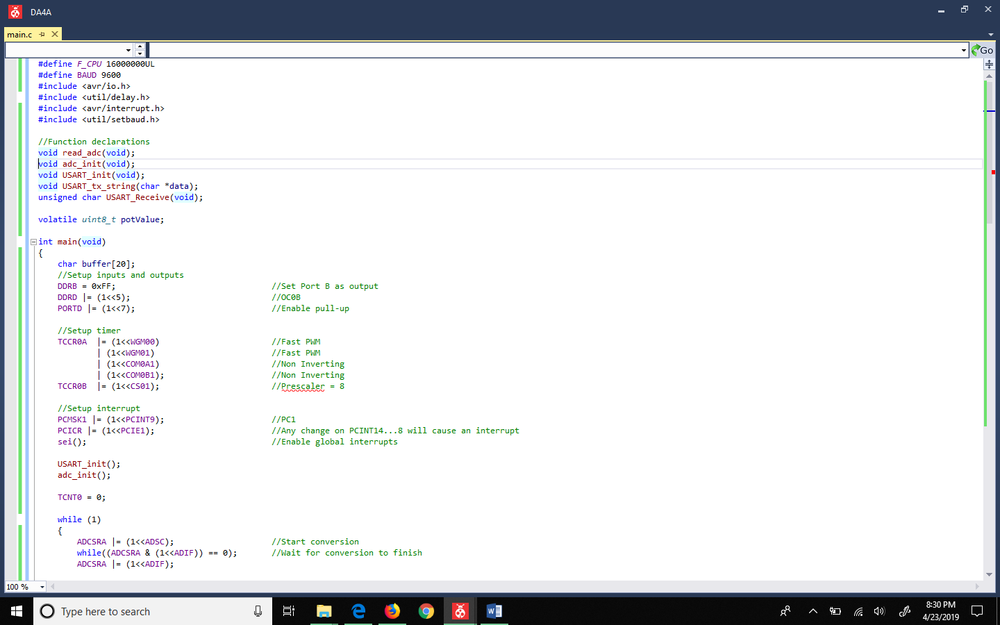 DA4A
main.c
Go
#define F_CPU 16000000UL
#define BAUD 9600
#include <avr/io.h>
#include <util/delay.h>
#include <avr/interrupt.h>
#include <util/setbaud.h>
//Function declarations
void read_adc(void);
void adc_init(void);
void USART_init(void);
void USART_tx_string(char *data);
unsigned char USART_Receive(void);
volatile uint8_t potValue;
int main(void)
{
char buffer[20];
//Setup inputs and outputs
DDRB = 0xFF; //Set Port B as output
DDRD |= (1<<5); //OC0B
PORTD |= (1<<7); //Enable pull-up
//Setup timer
TCCR0A |= (1<<WGM00) //Fast PWM
| (1<<WGM01) //Fast PWM
| (1<<COM0A1) //Non Inverting
| (1<<COM0B1); //Non Inverting
TCCR0B |= (1<<CS01); //Prescaler = 8
//Setup interrupt
PCMSK1 |= (1<<PCINT9); //PC1
PCICR |= (1<<PCIE1); //Any change on PCINT14...8 will cause an interrupt
sei(); //Enable global interrupts
USART_init();
adc_init();
TCNT0 = 0;
while (1)
{
ADCSRA |= (1<<ADSC); //Start conversion
while((ADCSRA & (1<<ADIF)) == 0); //Wait for conversion to finish
ADCSRA |= (1<<ADIF);
100 %
Type here to search
8:30 PM
4/23/2019